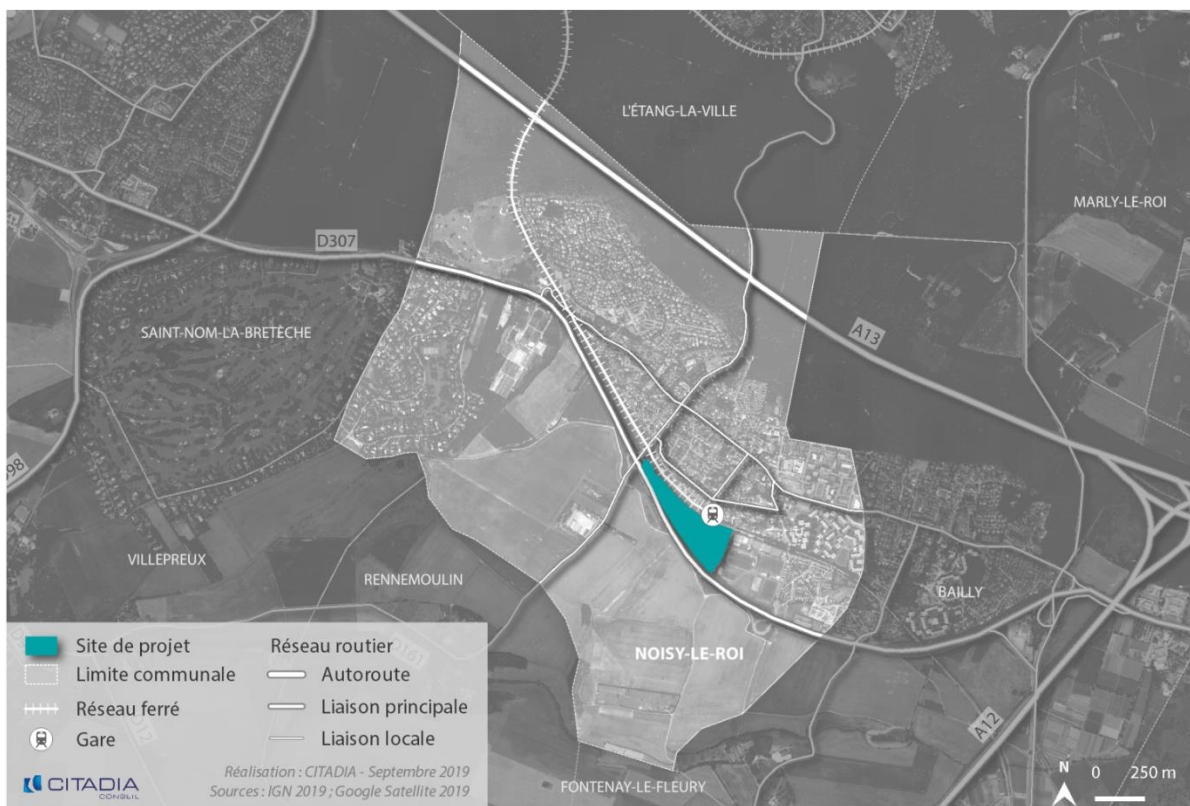 L'ÉTANG-LA-VILLE
MARLY-LE-ROI
D307
SAINT-NOM-LA-BRETÈCHE
A13
VILLEPREUX
RENNEMOULIN
BAILLY
NOISY-LE-ROI
A12
FONTENAY-LE-FLEURY
Site de projet
Limite communale
Réseau ferré
Gare
Réseau routier
Autoroute
Liaison principale
Liaison locale
CITADIA
CONSEIL
Réalisation : CITADIA - Septembre 2019
Sources : IGN 2019 ; Google Satellite 2019
N
0 250 m